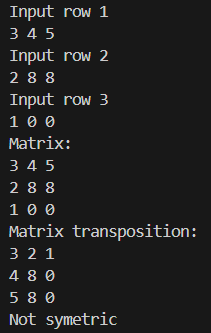 Input row 1
3 4 5
Input row 2
2 8 8
Input row 3
1 0 0
Matrix:
3 4 5
2 8 8
1 0 0
Matrix transposition:
3 2 1
4 8 0
5 8 0
Not symetric